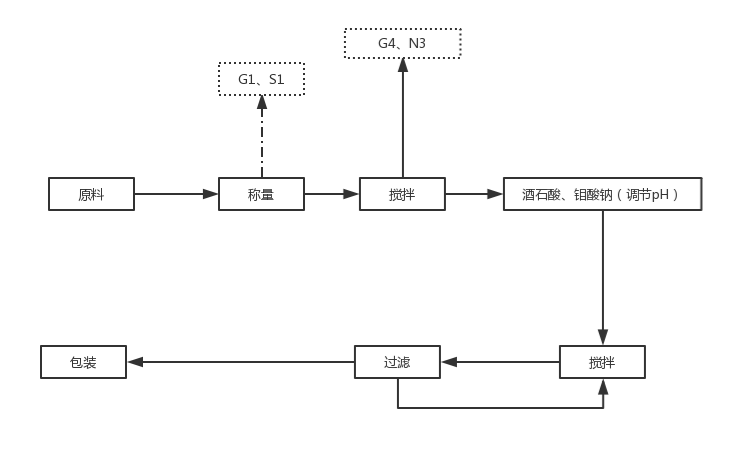 G4、N3
G1、S1
原料
称量
搅拌
酒石酸、钼酸钠（调节pH）
包装
过滤
搅拌